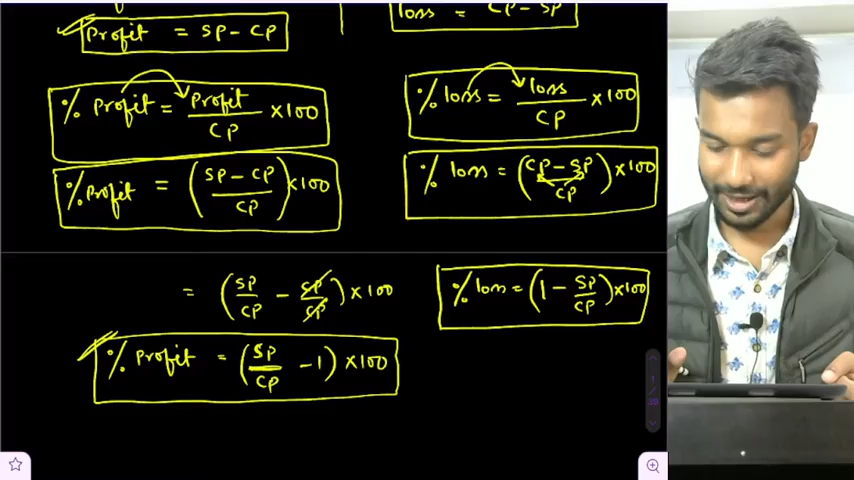 Profit = SP - CP
loss = CP - SP
% Profit = Profit/CP × 100
% loss = loss/CP × 100
% Profit = (SP - CP/CP) × 100
% loss = (CP - SP/CP) × 100
= (SP/CP - CP/CP) × 100
% loss = (1 - SP/CP) × 100
% Profit = (SP/CP - 1) × 100